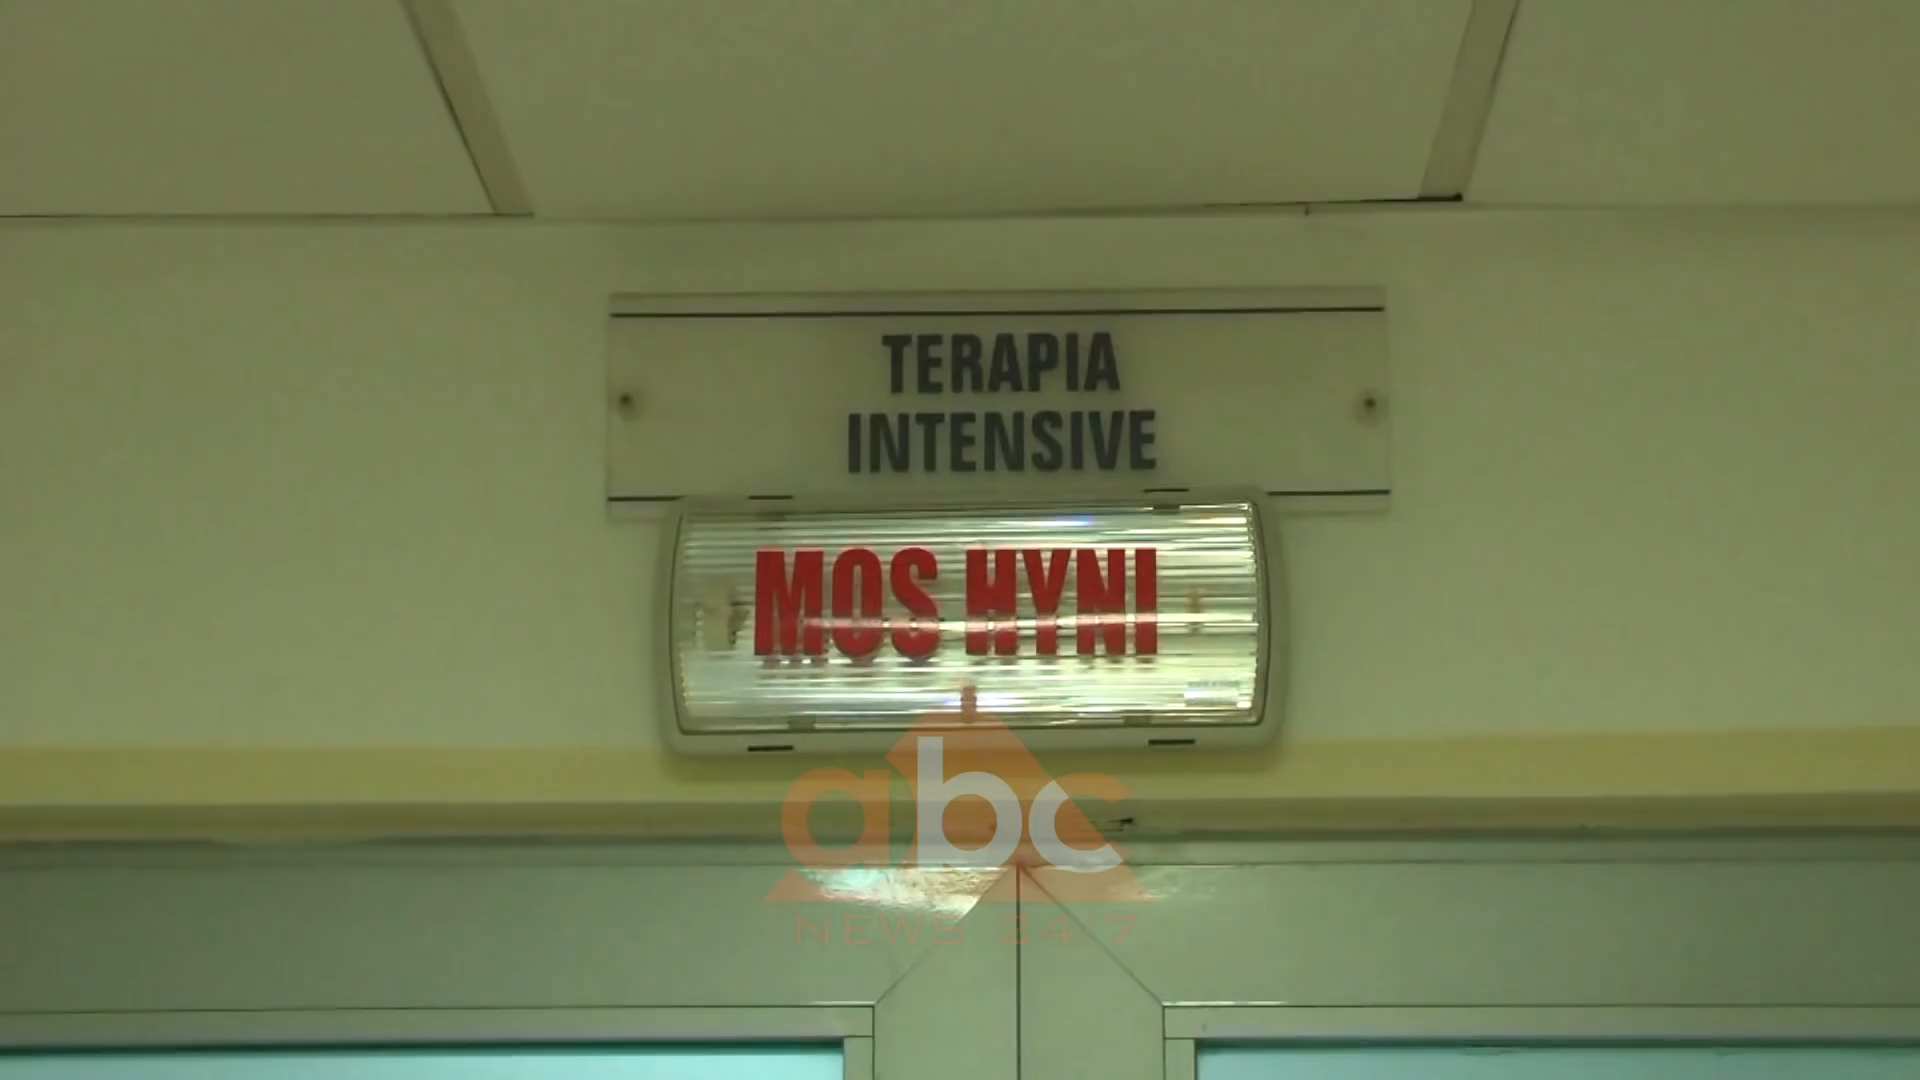 TERAPIA
INTENSIVE
MOS HYNI
abc
NEWS 24/7